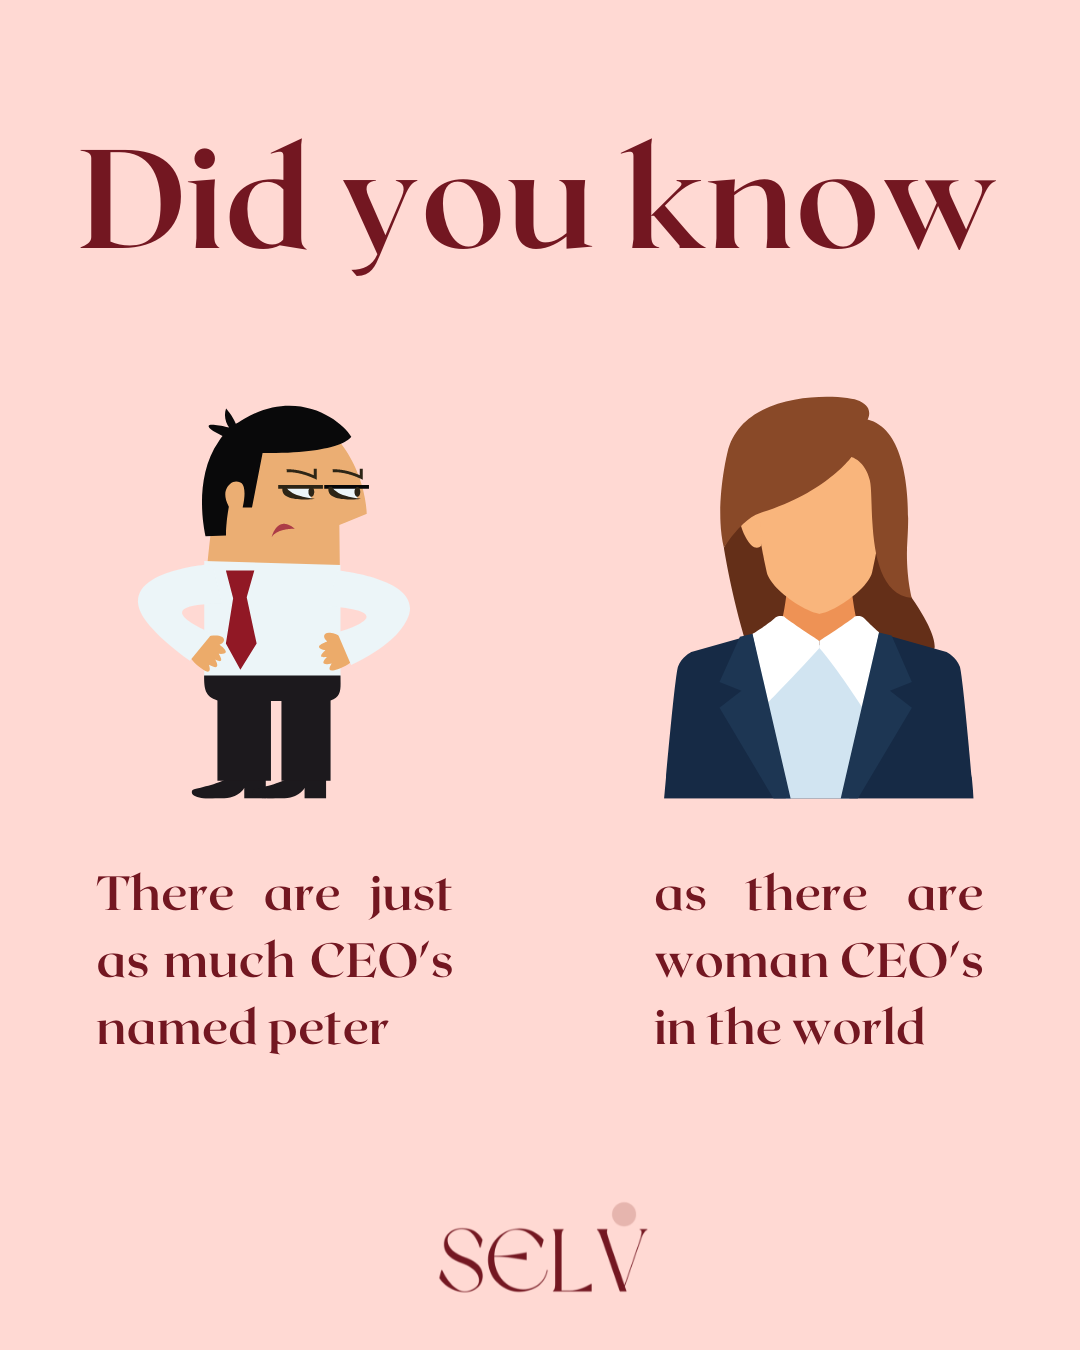 Did you know
There are just
as much CEO's
named peter
as there are
woman CEO's
in the world
SELV